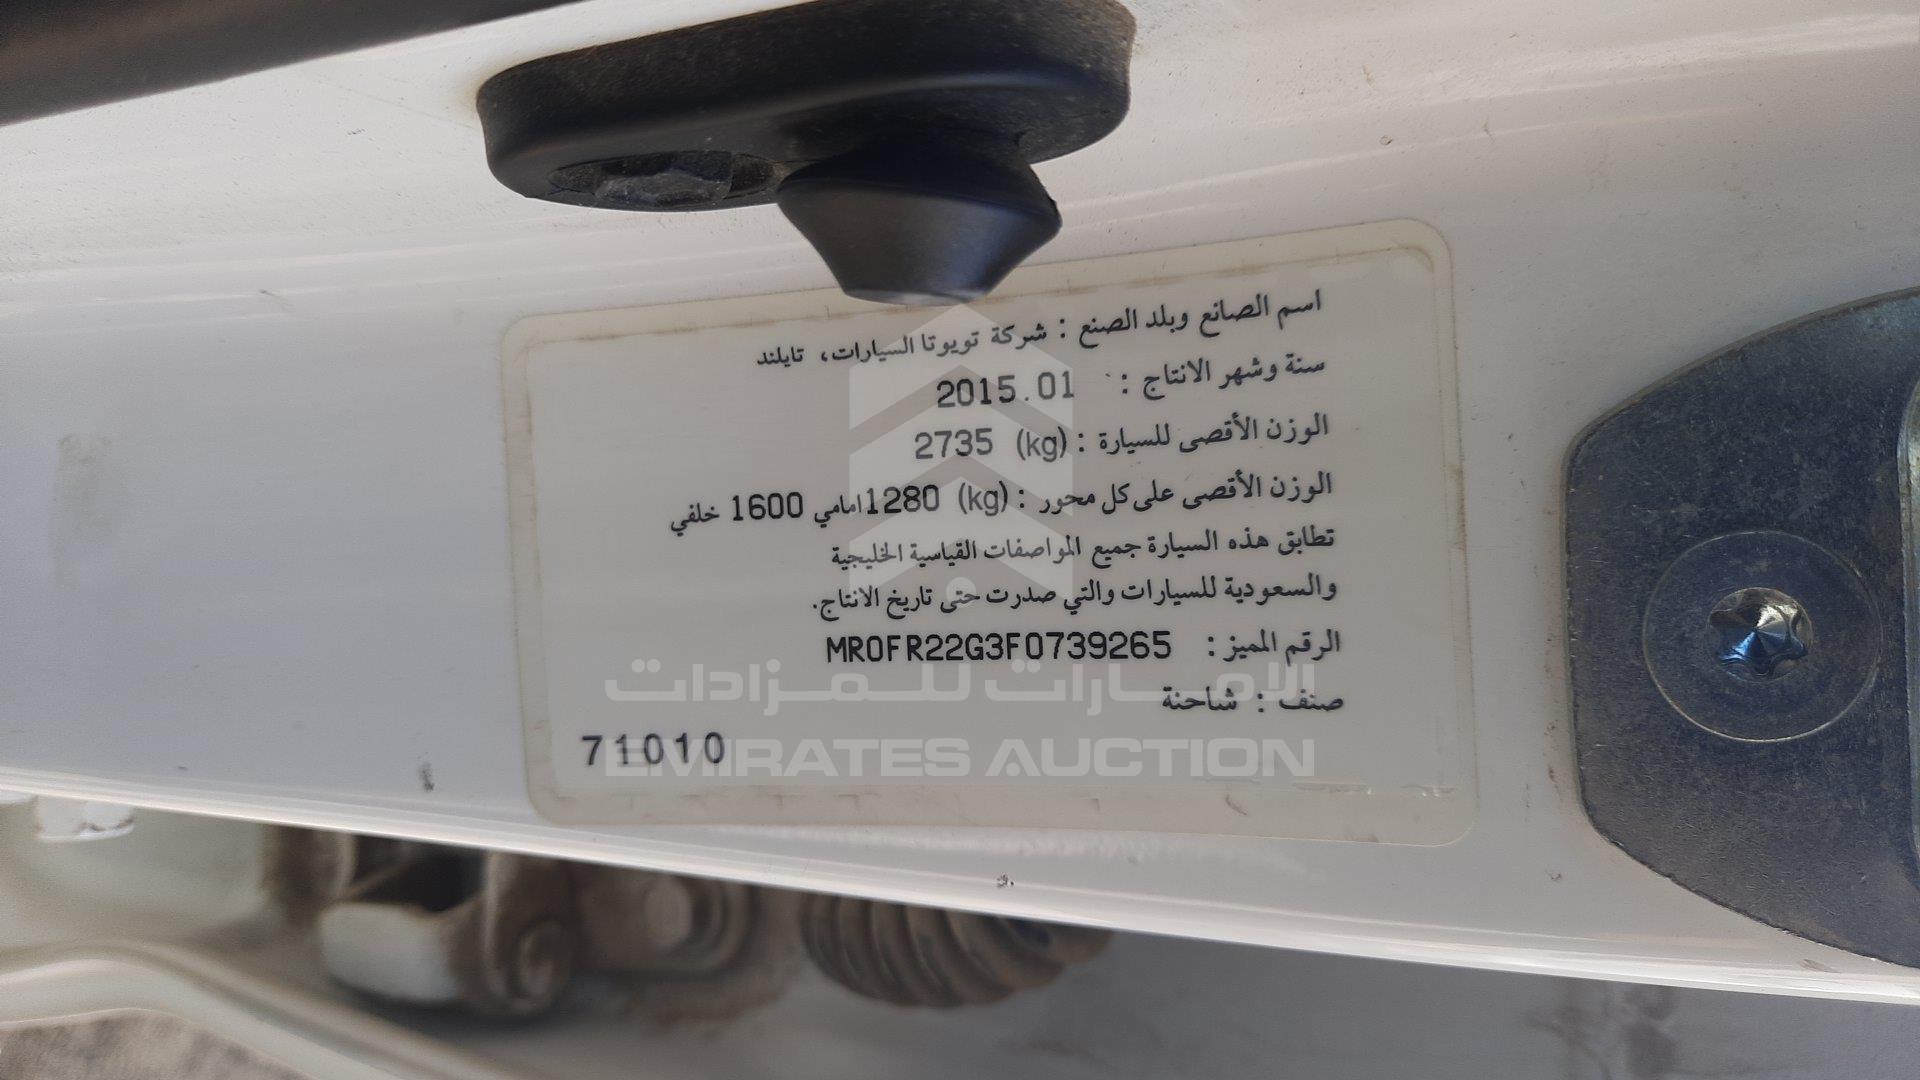 اسم الصانع وبلد الصنع : شركة تويوتا السيارات، تايلند
سنة وشهر الانتاج : 2015.01
الوزن الأقصى للسيارة : (kg) 2735
الوزن الأقصى على كل محور : (kg) 1280 امامي 1600 خلفي
تطابق هذه السيارة جميع المواصفات القياسية الخليجية
والسعودية للسيارات والتي صدرت حتى تاريخ الانتاج.
الرقم المميز : MR0FR22G3F0739265
الإمارات للمزادات
صنف : شاحنة
71010
EMIRATES AUCTION